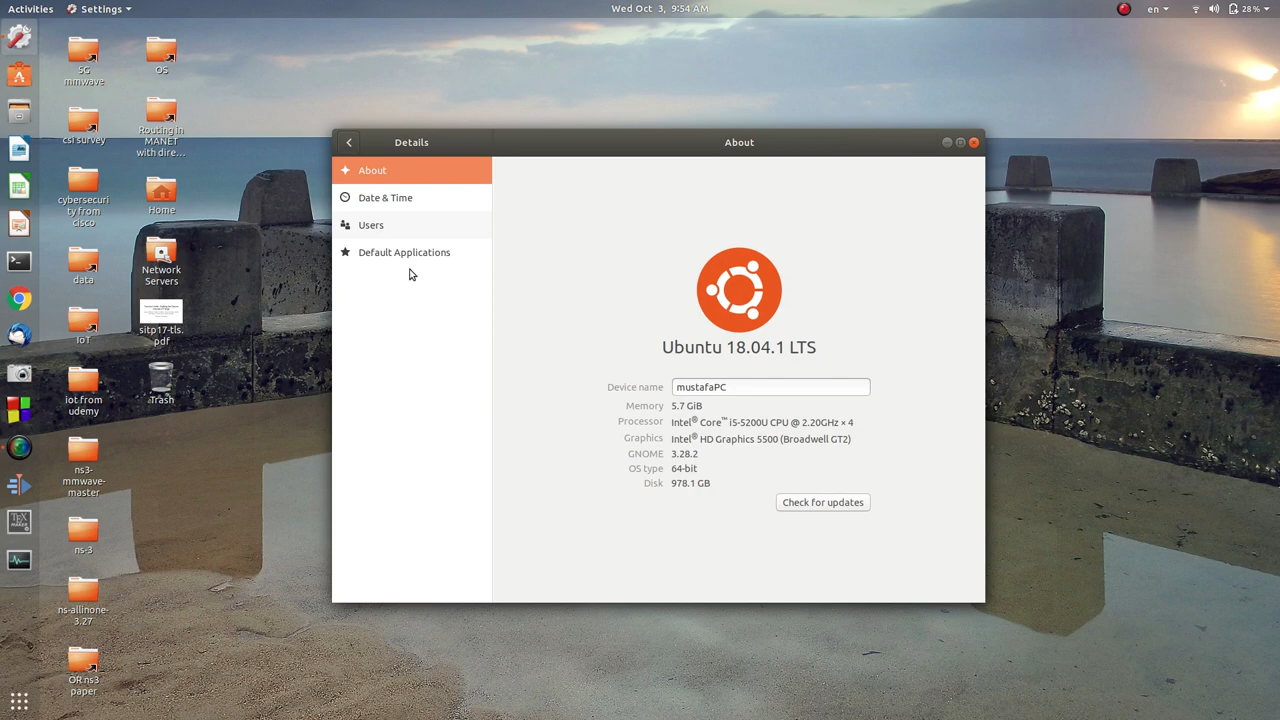 Activities
Settings
Wed Oct 3, 9:54 AM
en
28%
5G
mmwave
OS
csi survey
Routing in
MANET
with dire…
cybersecuri
ty from
cisco
Home
data
Network
Servers
IoT
sitp17-tls.
pdf
iot from
udemy
Trash
ns3-
mmwave-
master
ns-3
ns-allinone-
3.27
OR ns3
paper
Details
About
About
Date & Time
Users
Default Applications
Ubuntu 18.04.1 LTS
Device name mustafaPC
Memory 5.7 GiB
Processor Intel® Core™ i5-5200U CPU @ 2.20GHz × 4
Graphics Intel® HD Graphics 5500 (Broadwell GT2)
GNOME 3.28.2
OS type 64-bit
Disk 978.1 GB
Check for updates